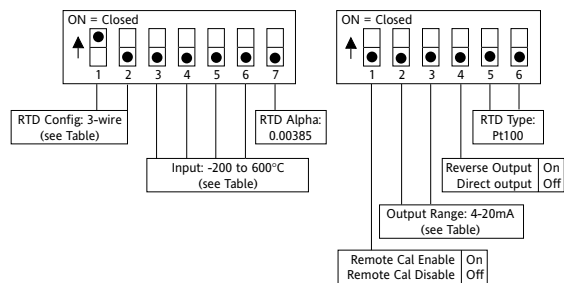 ON = Closed
1 2 3 4 5 6 7
RTD Config: 3-wire
(see Table)
RTD Alpha:
0.00385
Input: -200 to 600°C
(see Table)
ON = Closed
1 2 3 4 5 6
RTD Type:
Pt100
Reverse Output On
Direct output Off
Output Range: 4-20mA
(see Table)
Remote Cal Enable On
Remote Cal Disable Off